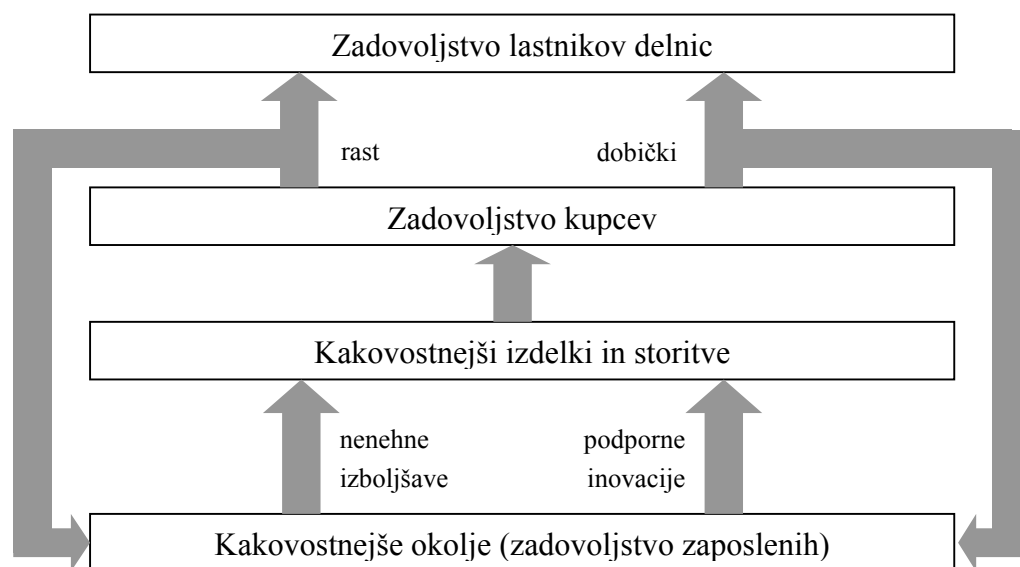 Zadovoljstvo lastnikov delnic
rast
dobički
Zadovoljstvo kupcev
Kakovostnejši izdelki in storitve
nenehne
izboljšave
podporne
inovacije
Kakovostnejše okolje (zadovoljstvo zaposlenih)